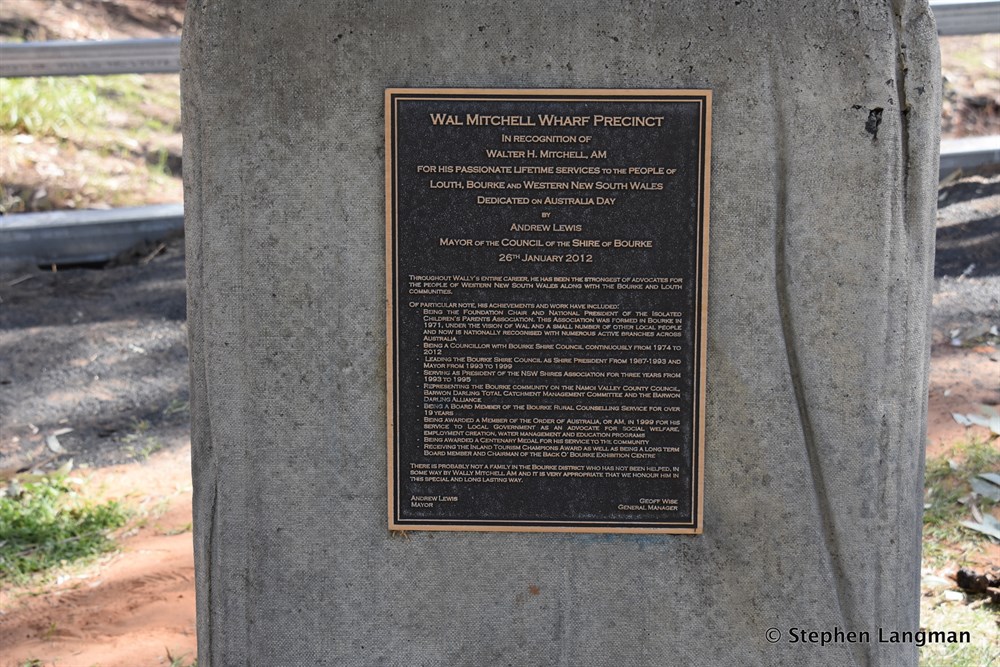 WAL MITCHELL WHARF PRECINCT
IN RECOGNITION OF
WALTER H. MITCHELL, AM
FOR HIS PASSIONATE LIFETIME SERVICES TO THE PEOPLE OF
LOUTH, BOURKE AND WESTERN NEW SOUTH WALES
DEDICATED ON AUSTRALIA DAY
BY
ANDREW LEWIS
MAYOR OF THE COUNCIL OF THE SHIRE OF BOURKE
26TH JANUARY 2012
THROUGHOUT WALLY'S ENTIRE CAREER, HE HAS BEEN THE STRONGEST OF ADVOCATES FOR
THE PEOPLE OF WESTERN NEW SOUTH WALES ALONG WITH THE BOURKE AND LOUTH
COMMUNITIES.
OF PARTICULAR NOTE, HIS ACHIEVEMENTS AND WORK HAVE INCLUDED:
- BEING THE FOUNDATION CHAIR AND NATIONAL PRESIDENT OF THE ISOLATED
CHILDREN'S PARENTS ASSOCIATION. THIS ASSOCIATION WAS FORMED IN BOURKE IN
1971, UNDER THE VISION OF WAL AND A SMALL NUMBER OF OTHER LOCAL PEOPLE
AND NOW IS NATIONALLY RECOGNISED WITH NUMEROUS ACTIVE BRANCHES ACROSS
AUSTRALIA
- BEING A COUNCILLOR WITH BOURKE SHIRE COUNCIL CONTINUOUSLY FROM 1974 TO
2012
- LEADING THE BOURKE SHIRE COUNCIL AS SHIRE PRESIDENT FROM 1987-1993 AND
MAYOR FROM 1993 TO 1999
- SERVING AS PRESIDENT OF THE NSW SHIRES ASSOCIATION FOR THREE YEARS FROM
1993 TO 1995
- REPRESENTING THE BOURKE COMMUNITY ON THE NAMOI VALLEY COUNTY COUNCIL,
BARWON DARLING TOTAL CATCHMENT MANAGEMENT COMMITTEE AND THE BARWON
DARLING ALLIANCE
- BEING A BOARD MEMBER OF THE BOURKE RURAL COUNSELLING SERVICE FOR OVER
19 YEARS
- BEING AWARDED A MEMBER OF THE ORDER OF AUSTRALIA, OR AM, IN 1999 FOR HIS
SERVICE TO LOCAL GOVERNMENT AS AN ADVOCATE FOR SOCIAL WELFARE,
EMPLOYMENT CREATION, WATER MANAGEMENT AND EDUCATION PROGRAMS
- BEING AWARDED A CENTENARY MEDAL FOR HIS SERVICE TO THE COMMUNITY
- RECEIVING THE INLAND TOURISM CHAMPIONS AWARD AS WELL AS BEING A LONG TERM
BOARD MEMBER AND CHAIRMAN OF THE BACK O' BOURKE EXHIBITION CENTRE
THERE IS PROBABLY NOT A FAMILY IN THE BOURKE DISTRICT WHO HAS NOT BEEN HELPED, IN
SOME WAY BY WALLY MITCHELL AM AND IT IS VERY APPROPRIATE THAT WE HONOUR HIM IN
THIS SPECIAL AND LONG LASTING WAY.
ANDREW LEWIS GEOFF WISE
MAYOR GENERAL MANAGER
© Stephen Langman